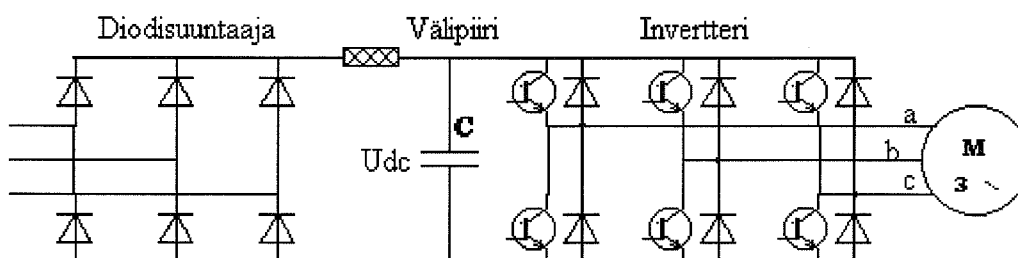 Diodisuuntaaja
Välipiiri
Invertteri
C
Udc
a
b
c
M
3 ~